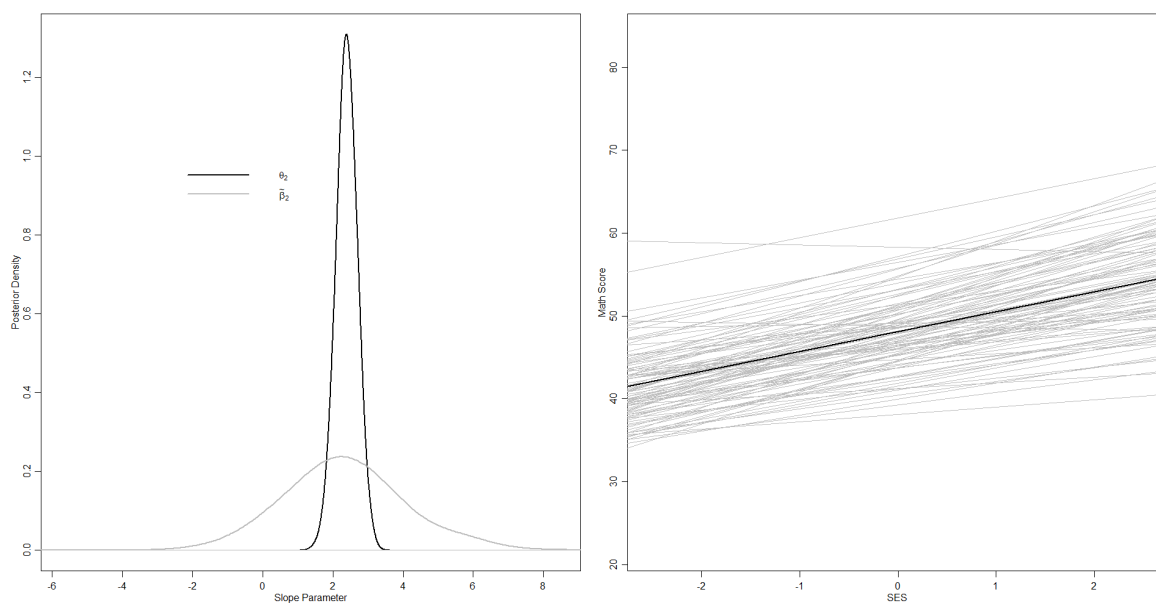 Posterior Density
0.0 0.2 0.4 0.6 0.8 1.0 1.2
θ₂
β̃₂
-6 -4 -2 0 2 4 6 8
Slope Parameter
Math Score
20 30 40 50 60 70 80
-2 -1 0 1 2
SES